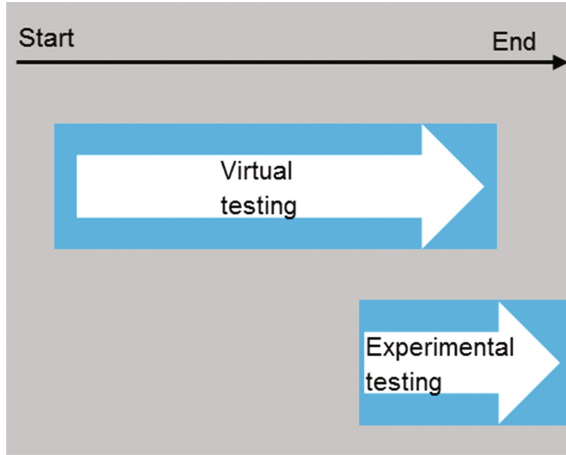 Start
End
Virtual
testing
Experimental
testing